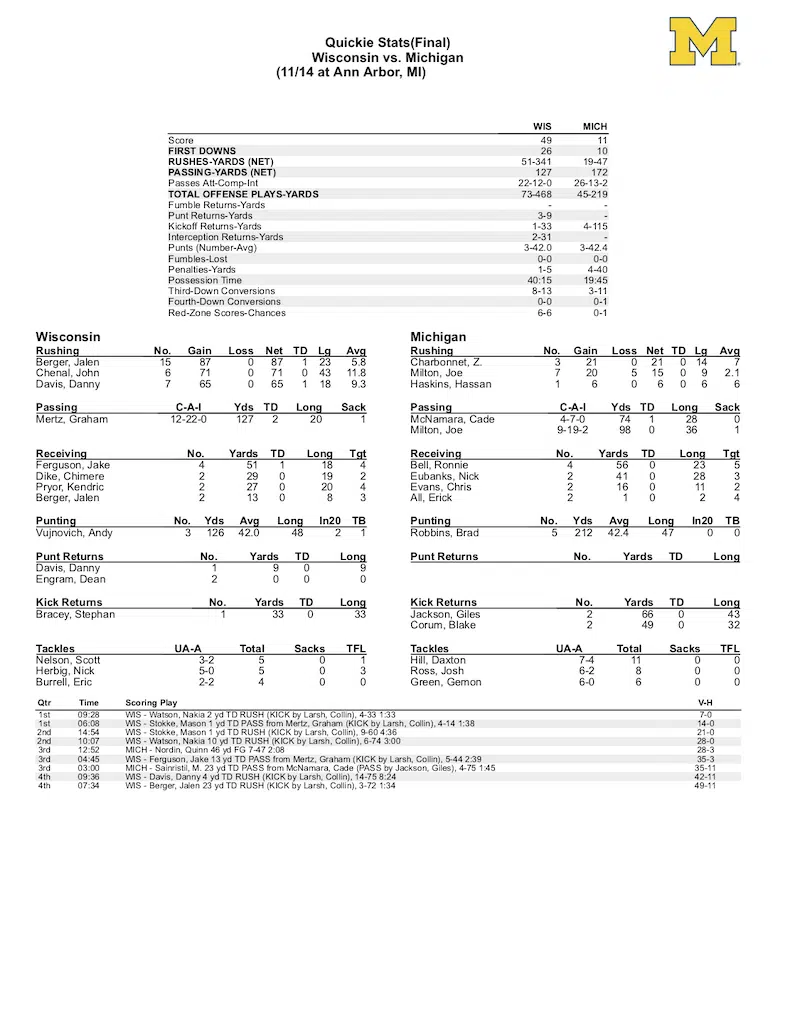 Quickie Stats(Final)
Wisconsin vs. Michigan
(11/14 at Ann Arbor, MI)
M
WIS MICH
Score 49 11
FIRST DOWNS 26 10
RUSHES-YARDS (NET) 51-341 19-47
PASSING-YARDS (NET) 127 172
Passes Att-Comp-Int 22-12-0 26-13-2
TOTAL OFFENSE PLAYS-YARDS 73-468 45-219
Fumble Returns-Yards - -
Punt Returns-Yards 3-9 -
Kickoff Returns-Yards 1-33 4-115
Interception Returns-Yards 2-31 -
Punts (Number-Avg) 3-42.0 3-42.4
Fumbles-Lost 0-0 0-0
Penalties-Yards 1-5 4-40
Possession Time 40:15 19:45
Third-Down Conversions 8-13 3-11
Fourth-Down Conversions 0-0 0-1
Red-Zone Scores-Chances 6-6 0-1
Wisconsin
Rushing No. Gain Loss Net TD Lg Avg
Berger, Jalen 15 87 0 87 1 23 5.8
Chenal, John 6 71 0 71 0 43 11.8
Davis, Danny 7 65 0 65 1 18 9.3
Passing C-A-I Yds TD Long Sack
Mertz, Graham 12-22-0 127 2 20 1
Receiving No. Yards TD Long Tgt
Ferguson, Jake 4 51 1 18 4
Dike, Chimere 2 29 0 19 2
Pryor, Kendric 2 27 0 20 4
Berger, Jalen 2 13 0 8 3
Punting No. Yds Avg Long In20 TB
Vujnovich, Andy 3 126 42.0 48 2 1
Punt Returns No. Yards TD Long
Davis, Danny 1 9 0 9
Engram, Dean 2 0 0 0
Kick Returns No. Yards TD Long
Bracey, Stephan 1 33 0 33
Tackles UA-A Total Sacks TFL
Nelson, Scott 3-2 5 0 1
Herbig, Nick 5-0 5 0 3
Burrell, Eric 2-2 4 0 0
Michigan
Rushing No. Gain Loss Net TD Lg Avg
Charbonnet, Z. 3 21 0 21 0 14 7
Milton, Joe 7 20 5 15 0 9 2.1
Haskins, Hassan 1 6 0 6 0 6 6
Passing C-A-I Yds TD Long Sack
McNamara, Cade 4-7-0 74 1 28 0
Milton, Joe 9-19-2 98 0 36 1
Receiving No. Yards TD Long Tgt
Bell, Ronnie 4 56 0 23 5
Eubanks, Nick 2 41 0 28 3
Evans, Chris 2 16 0 11 2
All, Erick 2 1 0 2 4
Punting No. Yds Avg Long In20 TB
Robbins, Brad 5 212 42.4 47 0 0
Punt Returns No. Yards TD Long
Kick Returns No. Yards TD Long
Jackson, Giles 2 66 0 43
Corum, Blake 2 49 0 32
Tackles UA-A Total Sacks TFL
Hill, Daxton 7-4 11 0 0
Ross, Josh 6-2 8 0 0
Green, Gemon 6-0 6 0 0
Qtr Time Scoring Play V-H
1st 09:28 WIS - Watson, Nakia 2 yd TD RUSH (KICK by Larsh, Collin), 4-33 1:33 7-0
1st 06:08 WIS - Stokke, Mason 1 yd TD PASS from Mertz, Graham (KICK by Larsh, Collin), 4-14 1:38 14-0
2nd 14:54 WIS - Stokke, Mason 1 yd TD RUSH (KICK by Larsh, Collin), 9-60 4:36 21-0
2nd 10:07 WIS - Watson, Nakia 10 yd TD RUSH (KICK by Larsh, Collin), 6-74 3:00 28-0
3rd 12:52 MICH - Nordin, Quinn 46 yd FG 7-47 2:08 28-3
3rd 04:45 WIS - Ferguson, Jake 13 yd TD PASS from Mertz, Graham (KICK by Larsh, Collin), 5-44 2:39 35-3
3rd 03:00 MICH - Sainristil, M. 23 yd TD PASS from McNamara, Cade (PASS by Jackson, Giles), 4-75 1:45 35-11
4th 09:36 WIS - Davis, Danny 4 yd TD RUSH (KICK by Larsh, Collin), 14-75 8:24 42-11
4th 07:34 WIS - Berger, Jalen 23 yd TD RUSH (KICK by Larsh, Collin), 3-72 1:34 49-11